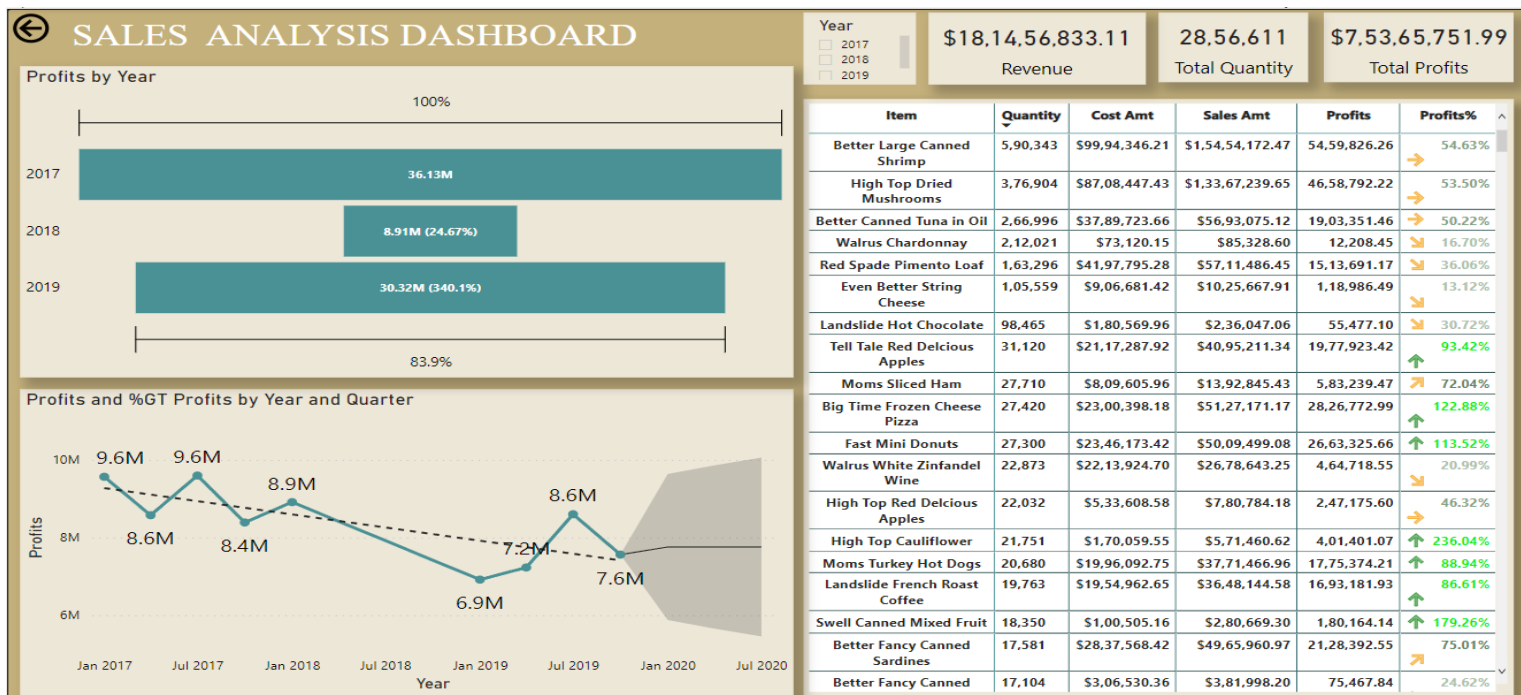 SALES ANALYSIS DASHBOARD
Year
2017
2018
2019
$18,14,56,833.11
Revenue
28,56,611
Total Quantity
$7,53,65,751.99
Total Profits
Profits by Year
100%
2017
36.13M
2018
8.91M (24.67%)
2019
30.32M (340.1%)
83.9%
Profits and %GT Profits by Year and Quarter
Profits
10M
8M
6M
9.6M
8.6M
9.6M
8.4M
8.9M
6.9M
7.2M
8.6M
7.6M
Jan 2017 Jul 2017 Jan 2018 Jul 2018 Jan 2019 Jul 2019 Jan 2020 Jul 2020
Year
Item Quantity Cost Amt Sales Amt Profits Profits%
Better Large Canned Shrimp 5,90,343 $99,94,346.21 $1,54,54,172.47 54,59,826.26 54.63%
High Top Dried Mushrooms 3,76,904 $87,08,447.43 $1,33,67,239.65 46,58,792.22 53.50%
Better Canned Tuna in Oil 2,66,996 $37,89,723.66 $56,93,075.12 19,03,351.46 50.22%
Walrus Chardonnay 2,12,021 $73,120.15 $85,328.60 12,208.45 16.70%
Red Spade Pimento Loaf 1,63,296 $41,97,795.28 $57,11,486.45 15,13,691.17 36.06%
Even Better String Cheese 1,05,559 $9,06,681.42 $10,25,667.91 1,18,986.49 13.12%
Landslide Hot Chocolate 98,465 $1,80,569.96 $2,36,047.06 55,477.10 30.72%
Tell Tale Red Delcious Apples 31,120 $21,17,287.92 $40,95,211.34 19,77,923.42 93.42%
Moms Sliced Ham 27,710 $8,09,605.96 $13,92,845.43 5,83,239.47 72.04%
Big Time Frozen Cheese Pizza 27,420 $23,00,398.18 $51,27,171.17 28,26,772.99 122.88%
Fast Mini Donuts 27,300 $23,46,173.42 $50,09,499.08 26,63,325.66 113.52%
Walrus White Zinfandel Wine 22,873 $22,13,924.70 $26,78,643.25 4,64,718.55 20.99%
High Top Red Delcious Apples 22,032 $5,33,608.58 $7,80,784.18 2,47,175.60 46.32%
High Top Cauliflower 21,751 $1,70,059.55 $5,71,460.62 4,01,401.07 236.04%
Moms Turkey Hot Dogs 20,680 $19,96,092.75 $37,71,466.96 17,75,374.21 88.94%
Landslide French Roast Coffee 19,763 $19,54,962.65 $36,48,144.58 16,93,181.93 86.61%
Swell Canned Mixed Fruit 18,350 $1,00,505.16 $2,80,669.30 1,80,164.14 179.26%
Better Fancy Canned Sardines 17,581 $28,37,568.42 $49,65,960.97 21,28,392.55 75.01%
Better Fancy Canned 17,104 $3,06,530.36 $3,81,998.20 75,467.84 24.62%